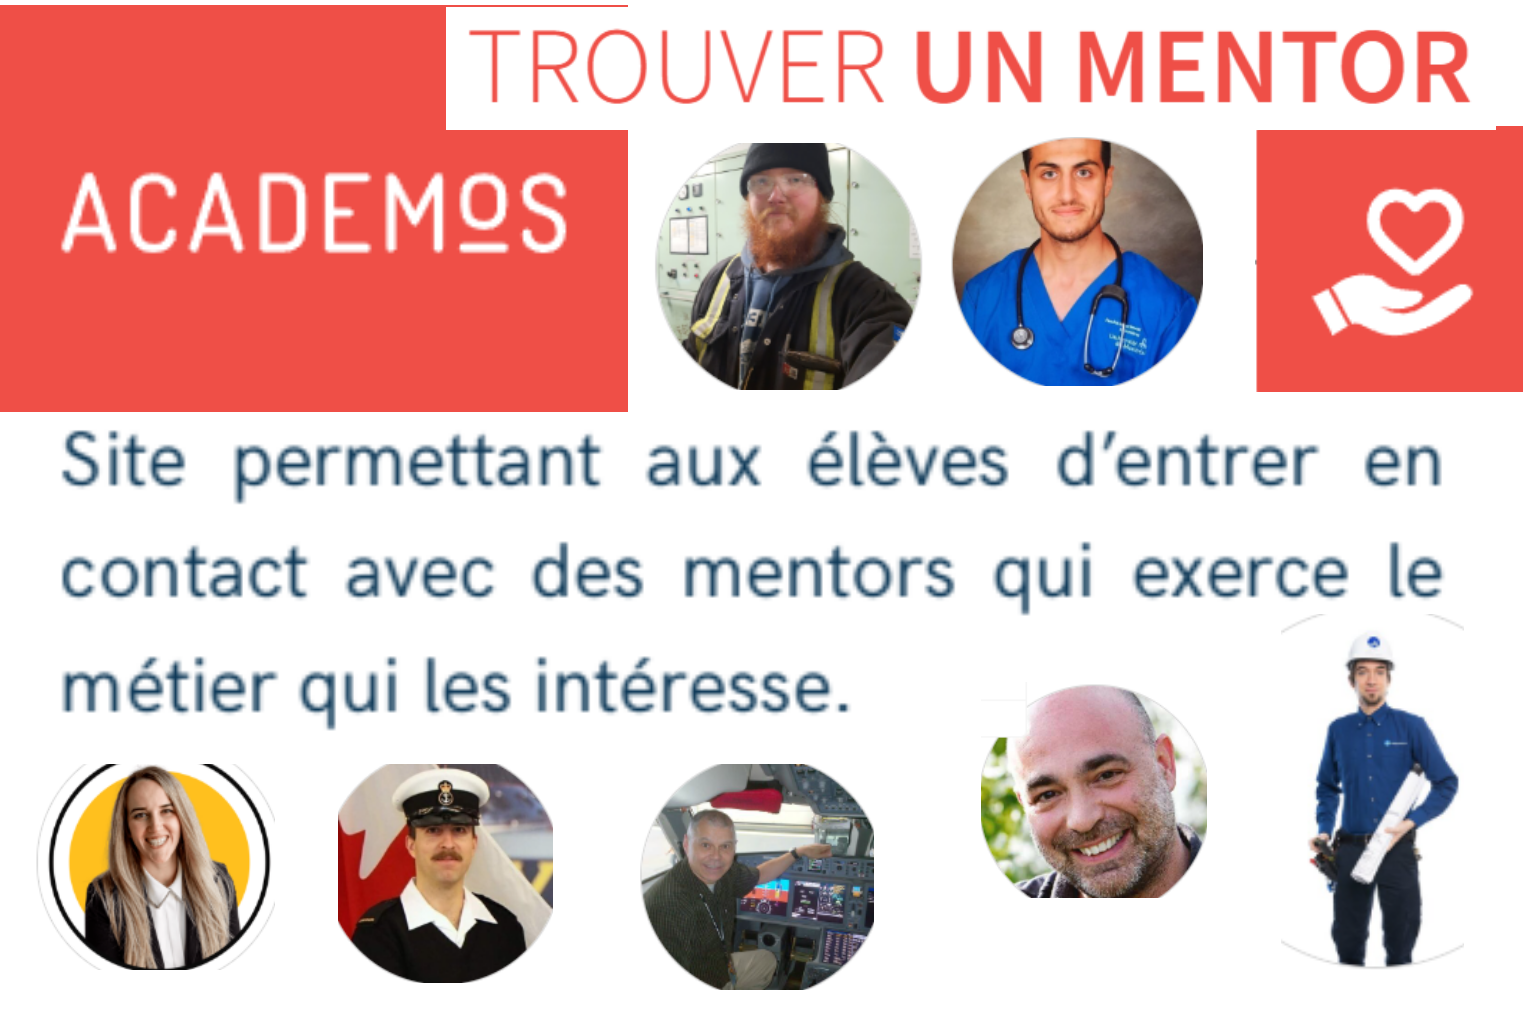 TROUVER UN MENTOR
ACADEMOS
Site permettant aux élèves d’entrer en
contact avec des mentors qui exerce le
métier qui les intéresse.